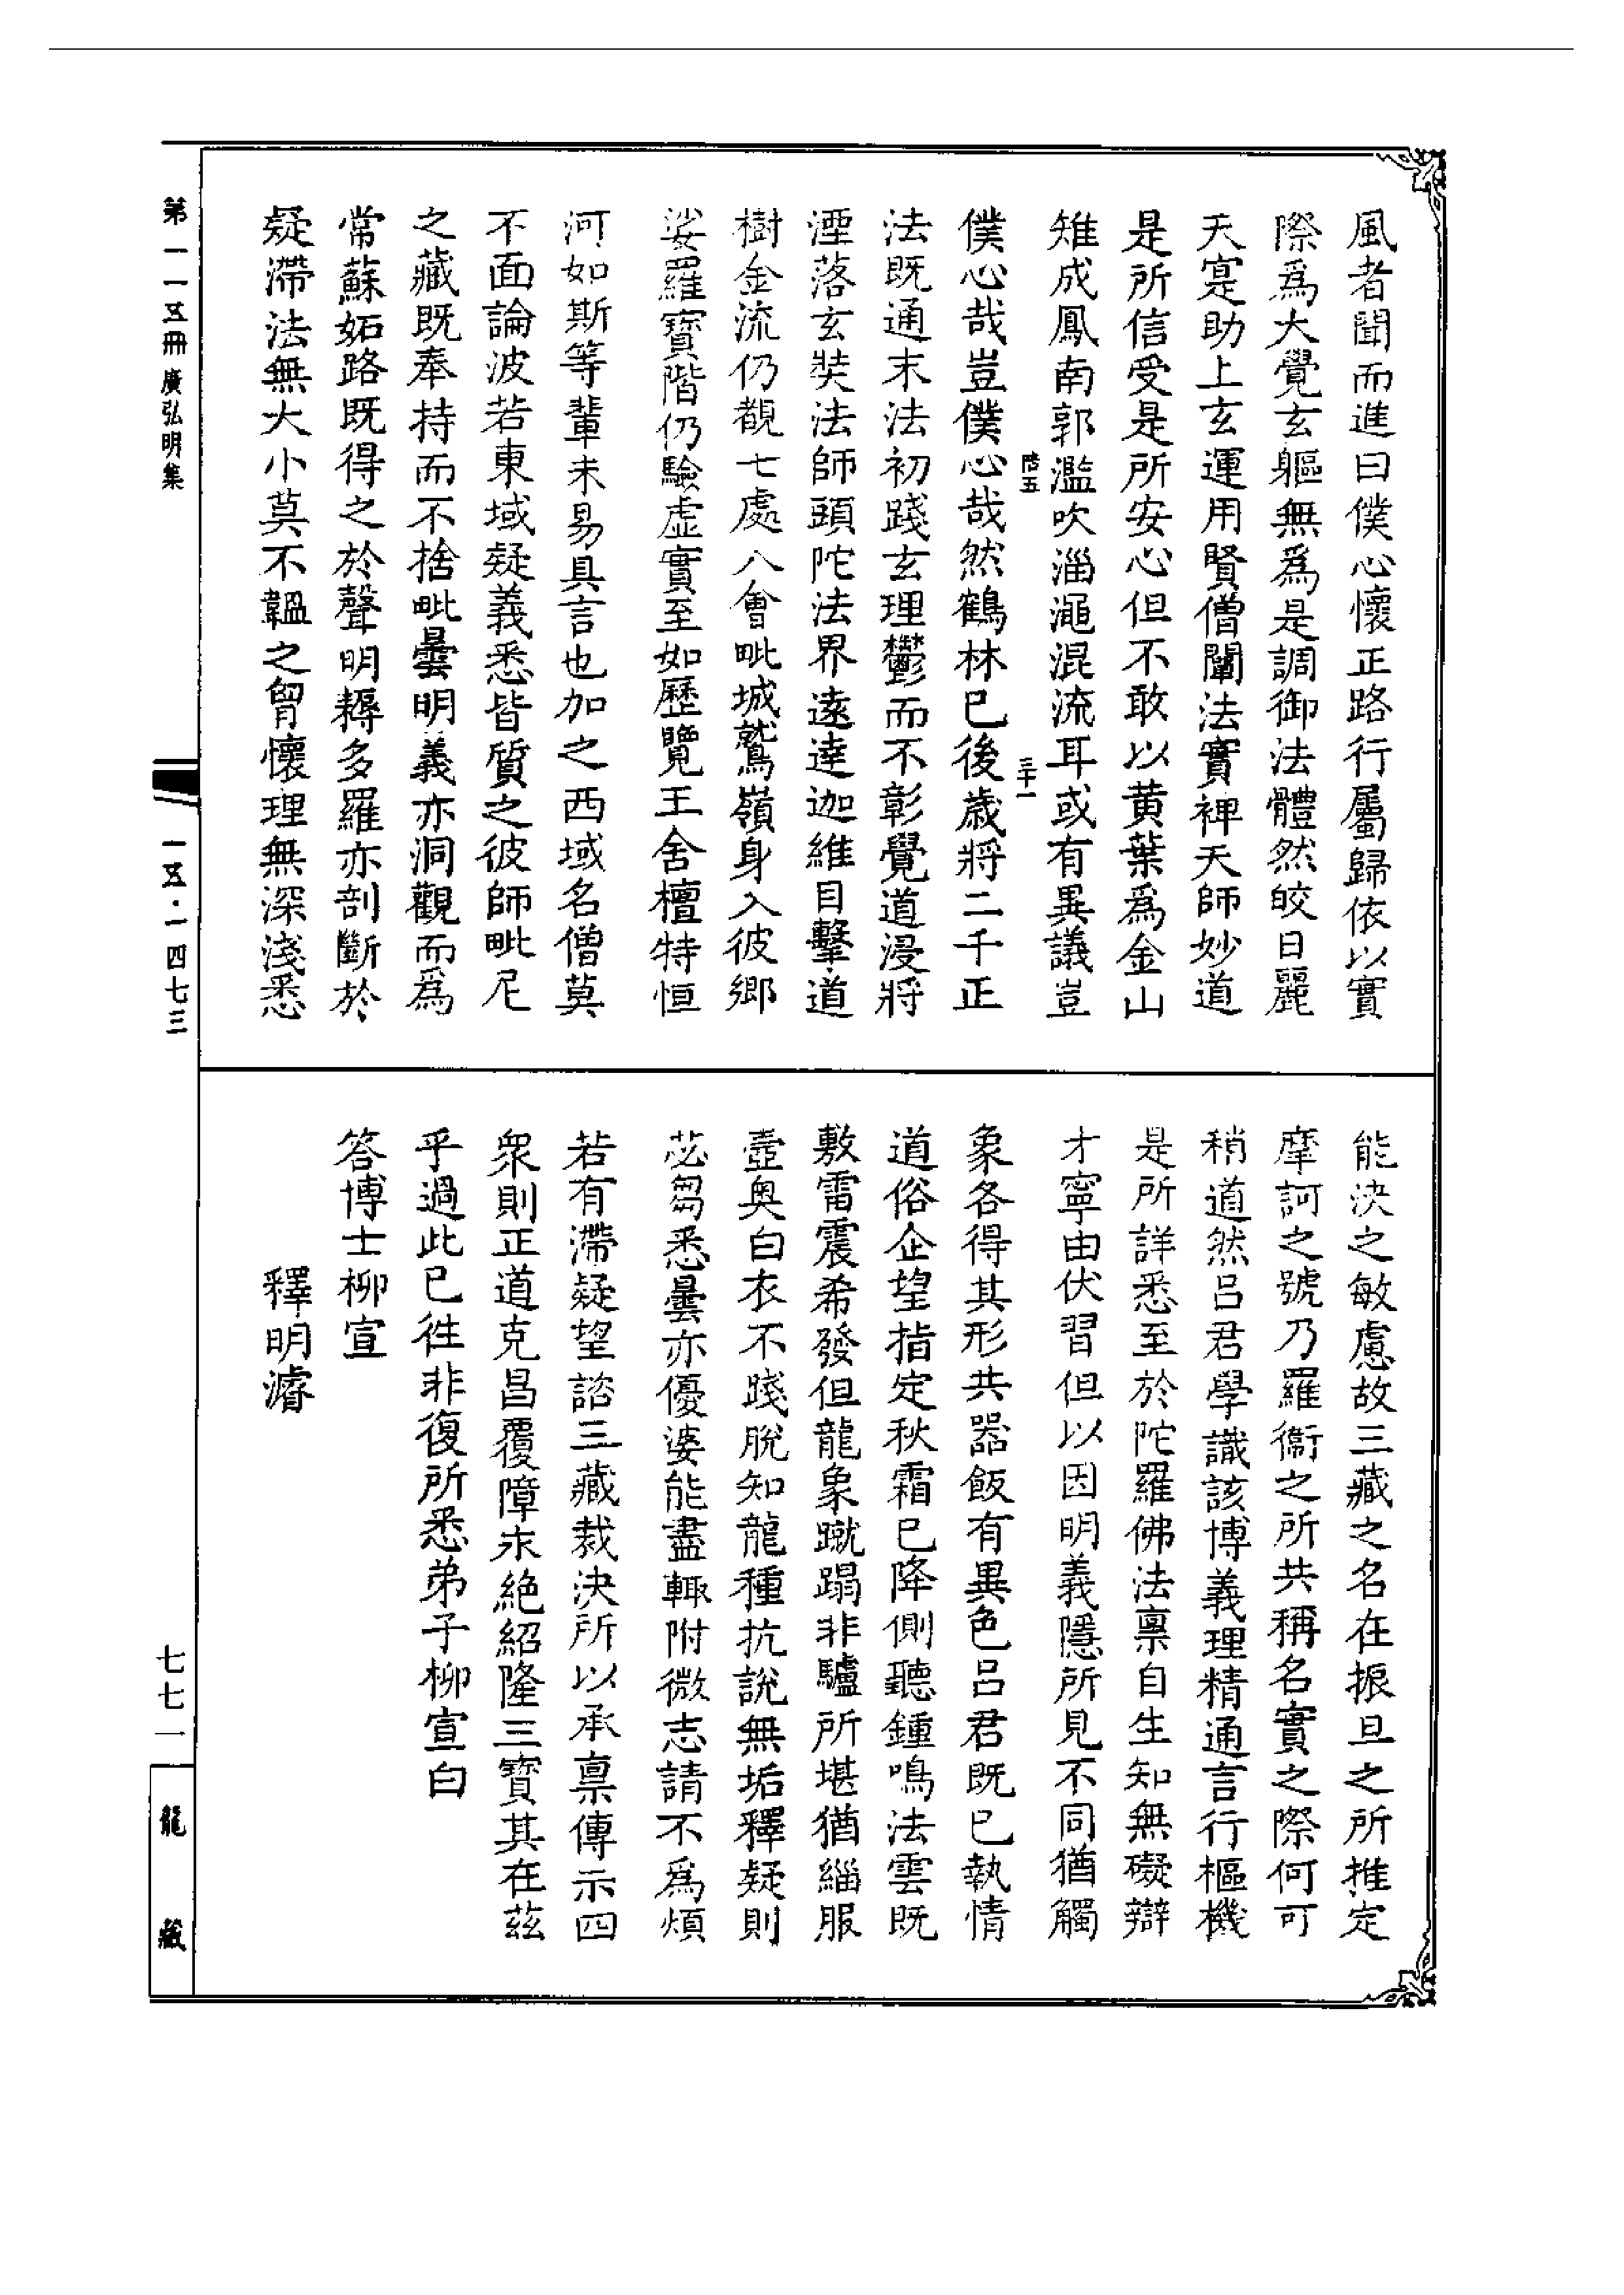 風者聞而進曰僕心懷正路行屬歸依以實
際爲大覺玄軀無爲是調御法體然皎日麗
天寔助上玄運用賢僧闡法實裨天師妙道
是所信受是所安心但不敢以黄葉爲金山
雉成鳳南郭濫吹淄澠混流耳或有異議豈
陪五 三十一
僕心哉豈僕心哉然鶴林已後歲將二千正
法既通末法初踐玄理鬱而不彰覺道浸將
湮落玄奘法師頭陀法界遠達迦維目擊道
樹金流仍覩七處八會毗城鷲嶺身入彼鄉
娑羅寶階仍驗虛實至如歷覽王舍檀特恒
河如斯等輩未易具言也加之西域名僧莫
不面論波若東域疑義悉皆質之彼師毗尼
之藏既奉持而不捨毗曇明義亦洞觀而爲
常蘇妬路既得之於聲明耨多羅亦剖斷於
疑滯法無大小莫不韞之胷懷理無深淺悉
能決之敏慮故三藏之名在振旦之所推定
摩訶之號乃羅衞之所共稱名實之際何可
稍道然吕君學識該博義理精通言行樞機
是所詳悉至於陀羅佛法禀自生知無礙辯
才寧由伏習但以因明義隱所見不同猶觸
象各得其形共器飯有異色吕君既已執情
道俗企望指定秋霜已降側聽鍾鳴法雲既
敷雷震希發但龍象蹴蹋非驢所堪猶緇服
壼奥白衣不踐脫知龍種抗說無垢釋疑則
苾芻悉曇亦優婆能盡輙附微志請不爲煩
若有滯疑望諮三藏裁決所以承禀傳示四
衆則正道克昌覆障永絶紹隆三寶其在兹
乎過此已往非復所悉弟子柳宣白
答博士柳宣
釋明濬
第一一五冊 廣弘明集
一五·一四七三
七七一
龍藏